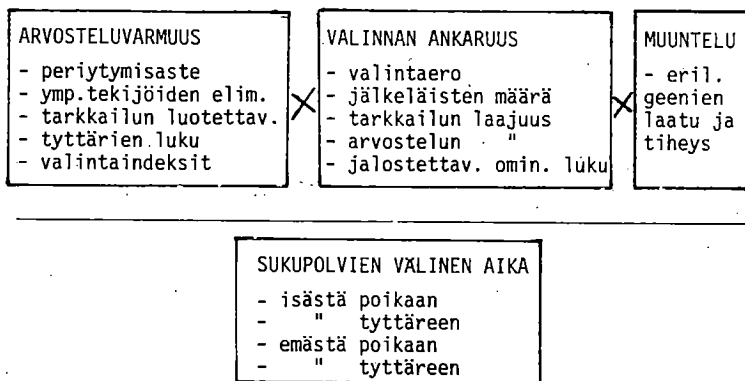 ARVOSTELUVARMUUS
- periytymisaste
- ymp.tekijöiden elim.
- tarkkailun luotettav.
- tyttärien luku
- valintaindeksit
X
VALINNAN ANKARUUS
- valintaero
- jälkeläisten määrä
- tarkkailun laajuus
- arvostelun "
- jalostettav. omin. luku
X
MUUNTELU
- eril.
geenien
laatu ja
tiheys
SUKUPOLVIEN VÄLINEN AIKA
- isästä poikaan
- " tyttäreen
- emästä poikaan
- " tyttäreen